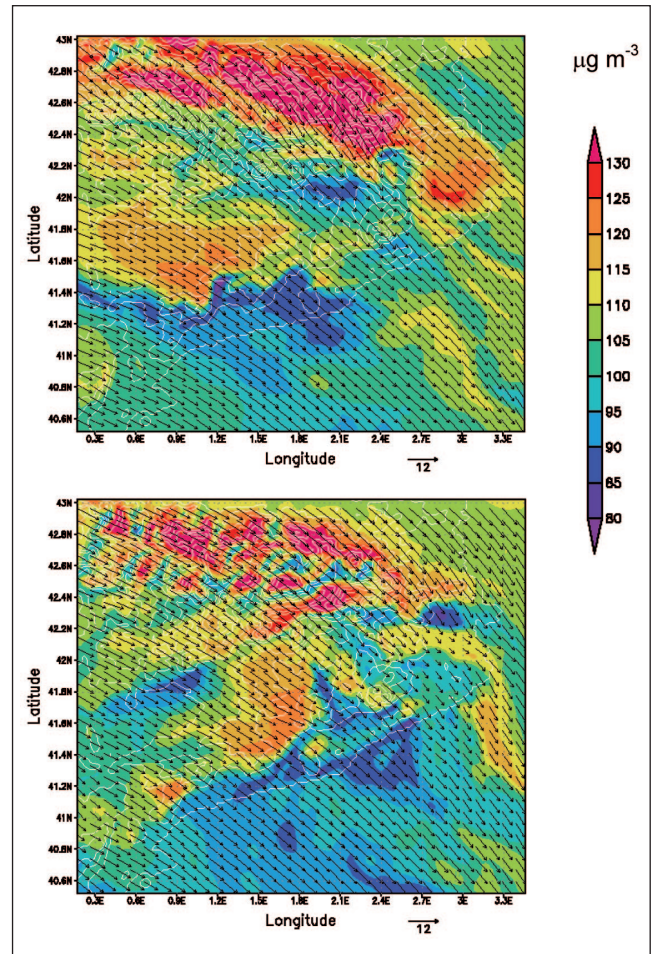 μg m⁻³
43N
42.8N
42.6N
42.4N
42.2N
42N
41.8N
41.6N
41.4N
41.2N
41N
40.8N
40.6N
Latitude
0.3E 0.6E 0.9E 1.2E 1.5E 1.8E 2.1E 2.4E 2.7E 3E 3.3E
Longitude
12
130
125
120
115
110
105
100
95
90
85
80
43N
42.8N
42.6N
42.4N
42.2N
42N
41.8N
41.6N
41.4N
41.2N
41N
40.8N
40.6N
Latitude
0.3E 0.6E 0.9E 1.2E 1.5E 1.8E 2.1E 2.4E 2.7E 3E 3.3E
Longitude
12